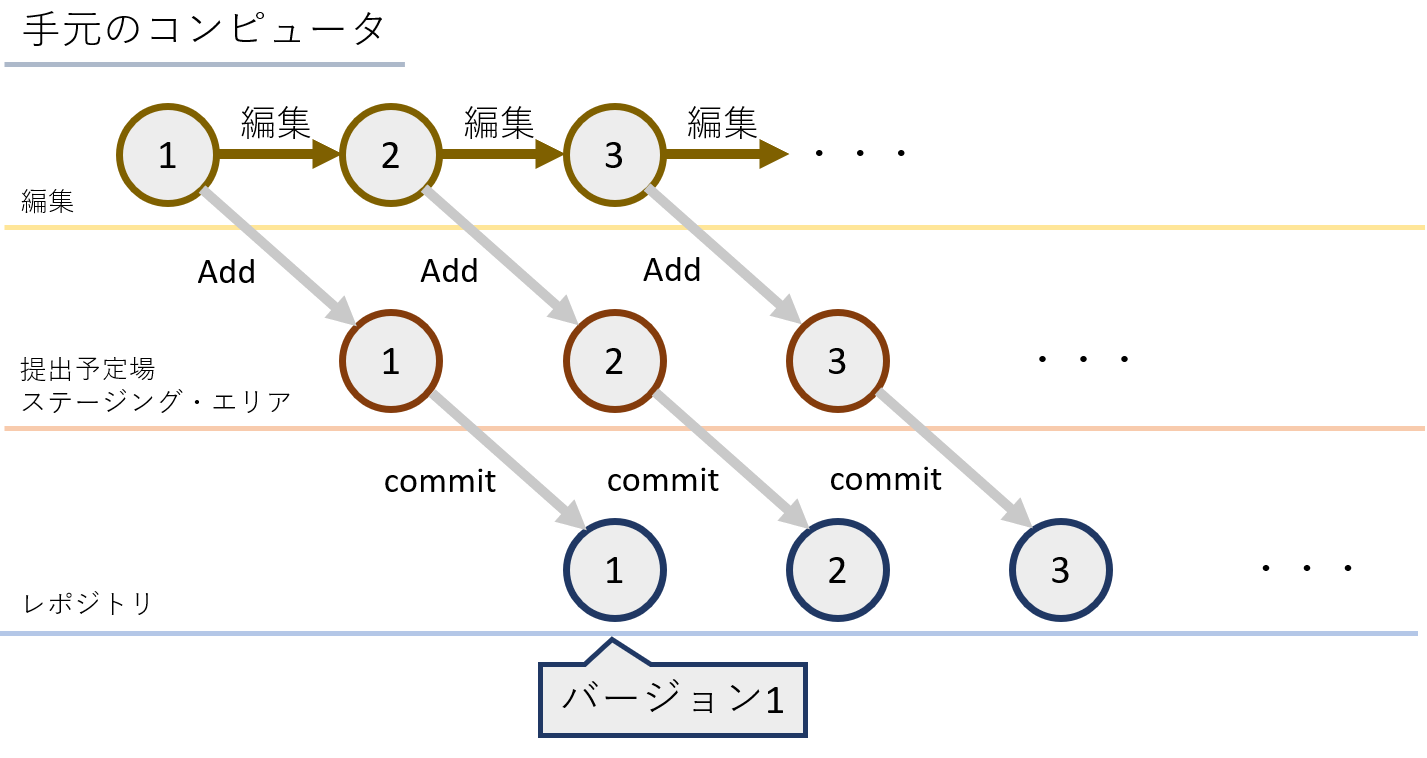 手元のコンピュータ
編集 編集 編集
1 2 3 ・・・
編集
Add Add Add
1 2 3 ・・・
提出予定場
ステージング・エリア
commit commit commit
1 2 3 ・・・
レポジトリ
バージョン1